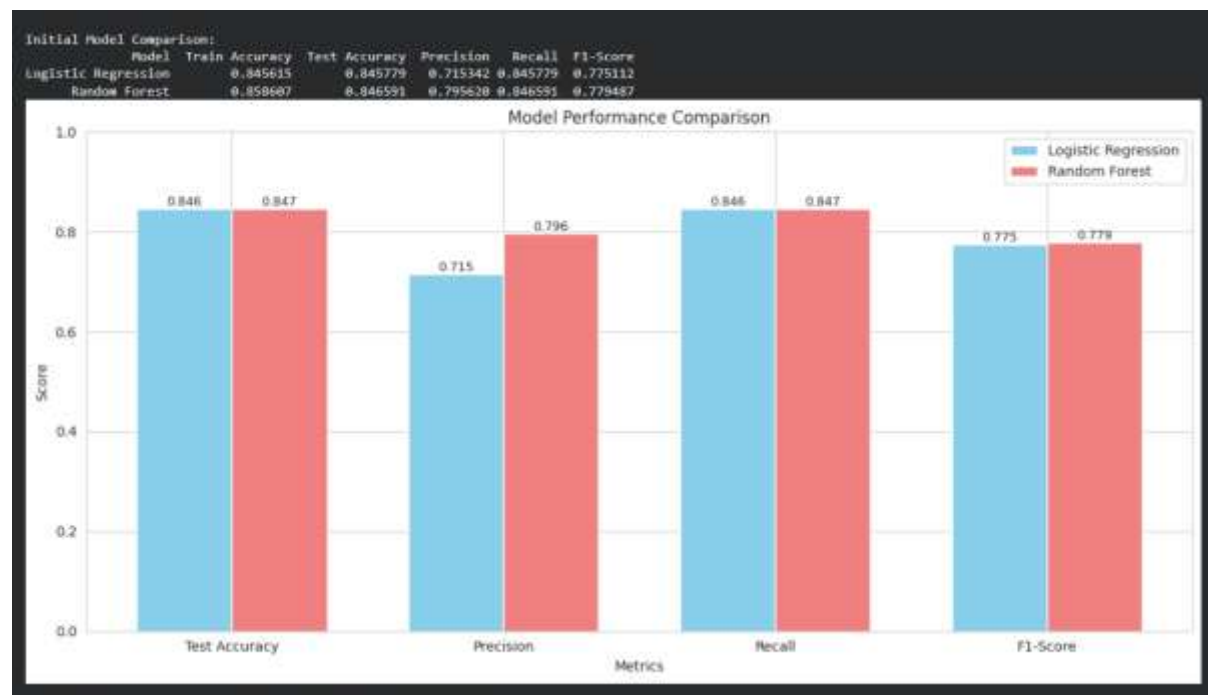 Initial Model Comparison:
Model Train Accuracy Test Accuracy Precision Recall F1-Score
Logistic Regression 0.845615 0.845779 0.715342 0.845779 0.775112
Random Forest 0.858607 0.846591 0.795620 0.846591 0.779487
Model Performance Comparison
1.0
Logistic Regression
Random Forest
0.846 0.847 0.846 0.847
0.8
0.796
0.775 0.779
0.715
0.6
Score
0.4
0.2
0.0
Test Accuracy Precision Recall F1-Score
Metrics